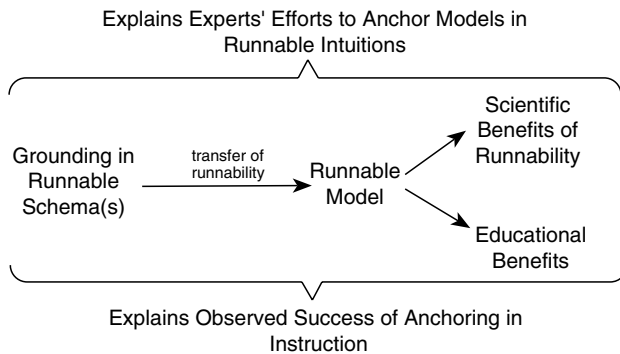 Explains Experts' Efforts to Anchor Models in
Runnable Intuitions
Grounding in
Runnable
Schema(s)
transfer of
runnability
Runnable
Model
Scientific
Benefits of
Runnability
Educational
Benefits
Explains Observed Success of Anchoring in
Instruction